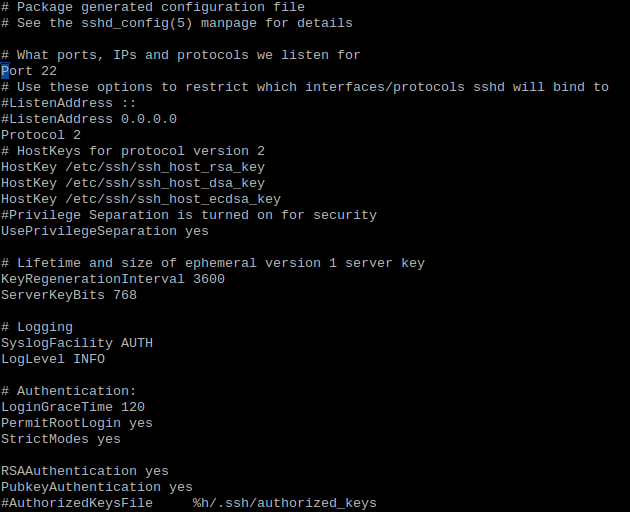 # Package generated configuration file
# See the sshd_config(5) manpage for details
# What ports, IPs and protocols we listen for
Port 22
# Use these options to restrict which interfaces/protocols sshd will bind to
#ListenAddress ::
#ListenAddress 0.0.0.0
Protocol 2
# HostKeys for protocol version 2
HostKey /etc/ssh/ssh_host_rsa_key
HostKey /etc/ssh/ssh_host_dsa_key
HostKey /etc/ssh/ssh_host_ecdsa_key
#Privilege Separation is turned on for security
UsePrivilegeSeparation yes
# Lifetime and size of ephemeral version 1 server key
KeyRegenerationInterval 3600
ServerKeyBits 768
# Logging
SyslogFacility AUTH
LogLevel INFO
# Authentication:
LoginGraceTime 120
PermitRootLogin yes
StrictModes yes
RSAAuthentication yes
PubkeyAuthentication yes
#AuthorizedKeysFile     %h/.ssh/authorized_keys